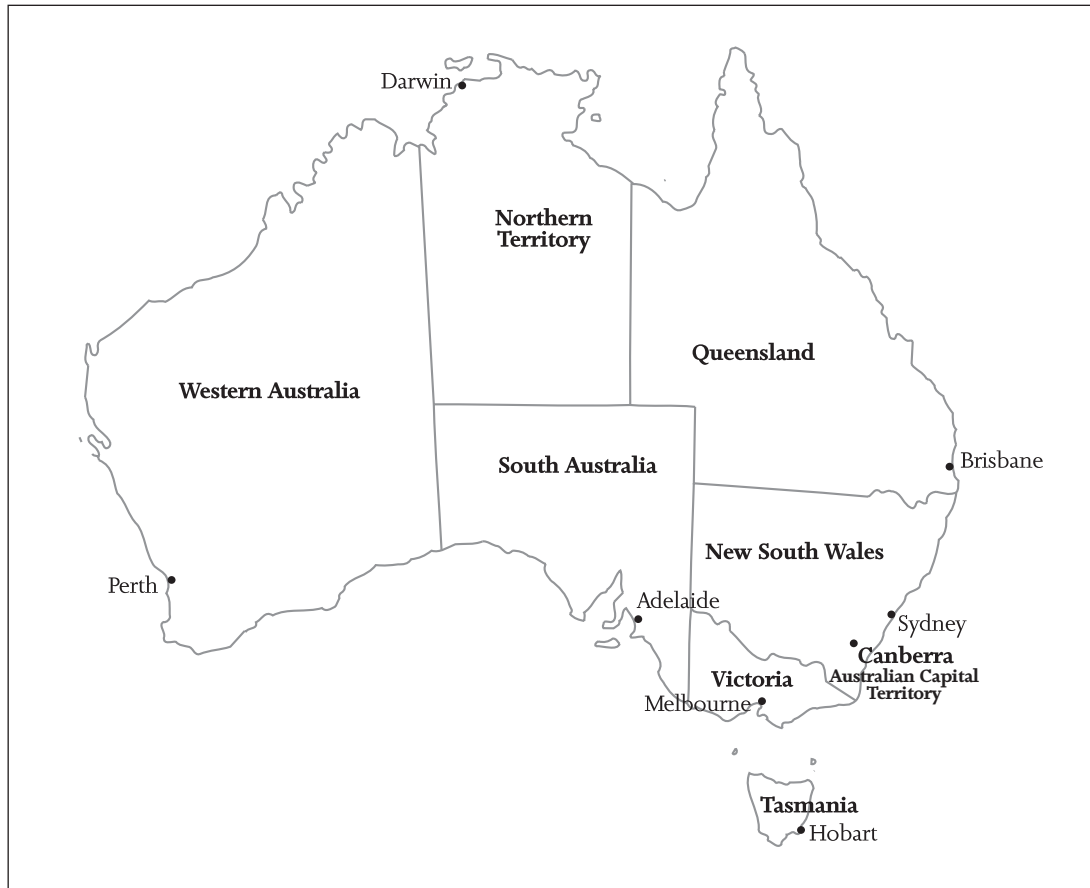 Darwin
Northern
Territory
Queensland
Western Australia
South Australia
Brisbane
New South Wales
Perth
Adelaide
Sydney
Canberra
Australian Capital
Territory
Victoria
Melbourne
Tasmania
Hobart